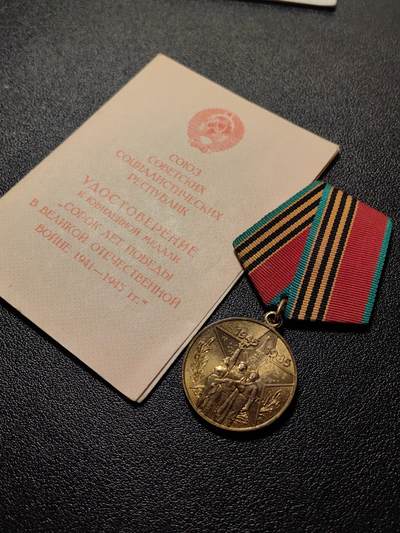 СОЮЗ
СОВЕТСКИХ
СОЦИАЛИСТИЧЕСКИХ
РЕСПУБЛИК
УДОСТОВЕРЕНИЕ
К ЮБИЛЕЙНОЙ МЕДАЛИ
„СОРОК ЛЕТ ПОБЕДЫ
В ВЕЛИКОЙ ОТЕЧЕСТВЕННОЙ
ВОЙНЕ 1941—1945 гг.“
1945 1985